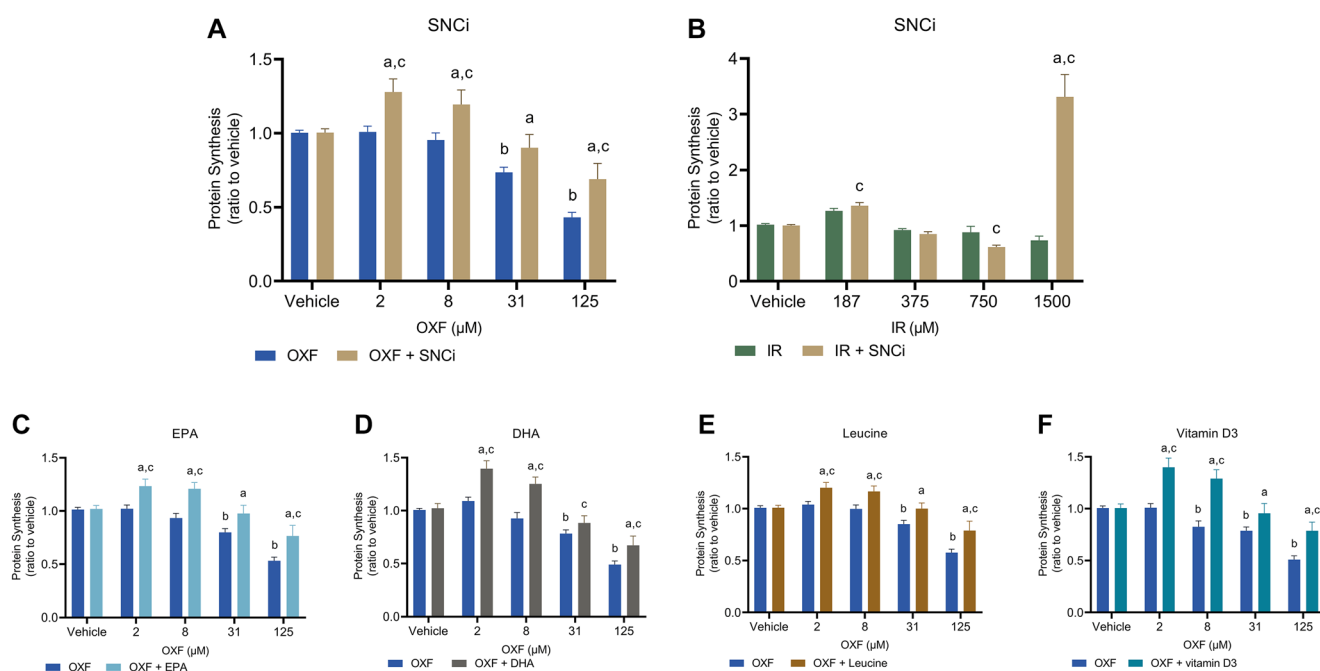 A
SNCi
Protein Synthesis
(ratio to vehicle)
1.5
1.0
0.5
0.0
a,c
a,c
a
b
a,c
b
Vehicle
2
8
31
125
OXF (µM)
OXF
OXF + SNCi
B
SNCi
Protein Synthesis
(ratio to vehicle)
4
3
2
1
0
c
c
a,c
Vehicle
187
375
750
1500
IR (µM)
IR
IR + SNCi
C
EPA
Protein Synthesis
(ratio to vehicle)
1.5
1.0
0.5
0.0
a,c
a,c
a
b
a,c
b
Vehicle
2
8
31
125
OXF (µM)
OXF
OXF + EPA
D
DHA
Protein Synthesis
(ratio to vehicle)
1.5
1.0
0.5
0.0
a,c
a,c
b
c
b
a,c
Vehicle
2
8
31
125
OXF (µM)
OXF
OXF + DHA
E
Leucine
Protein Synthesis
(ratio to vehicle)
1.5
1.0
0.5
0.0
a,c
a,c
b
a
b
a,c
Vehicle
2
8
31
125
OXF (µM)
OXF
OXF + Leucine
F
Vitamin D3
Protein Synthesis
(ratio to vehicle)
1.5
1.0
0.5
0.0
a,c
b
a,c
b
a
b
a,c
Vehicle
2
8
31
125
OXF (µM)
OXF
OXF + vitamin D3